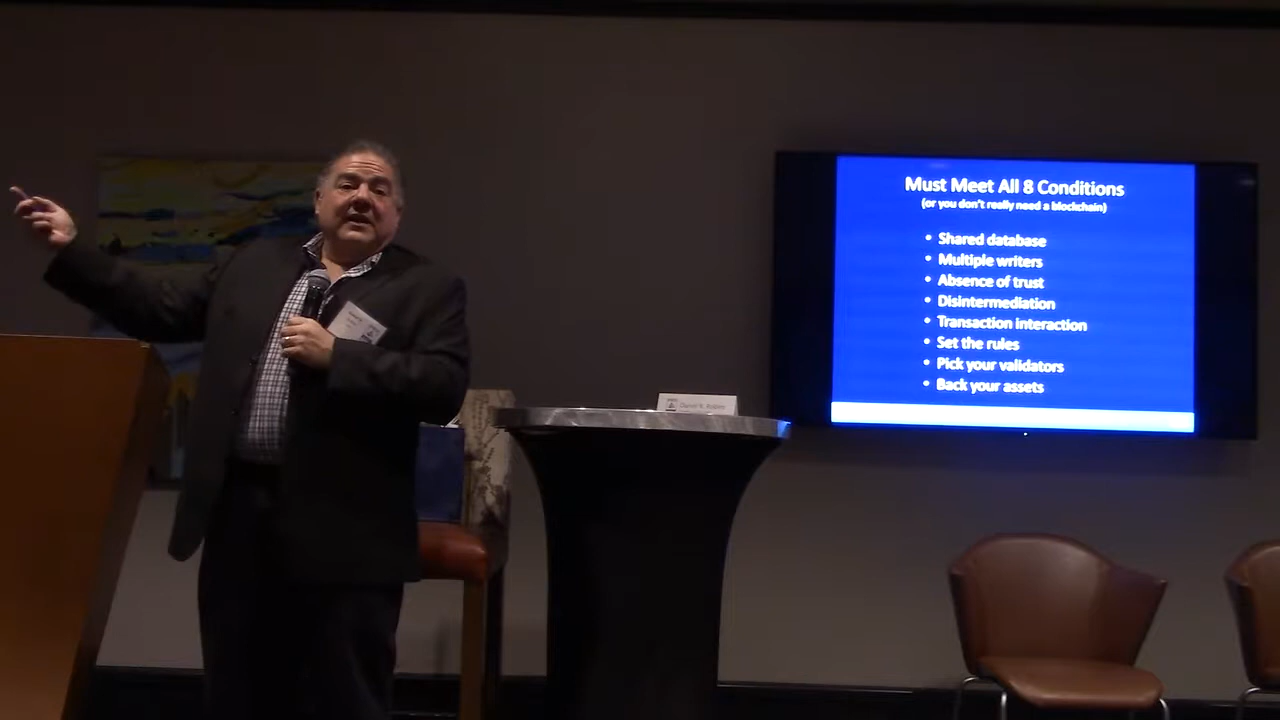 Must Meet All 8 Conditions
(or you don't really need a blockchain)
• Shared database
• Multiple writers
• Absence of trust
• Disintermediation
• Transaction interaction
• Set the rules
• Pick your validators
• Back your assets